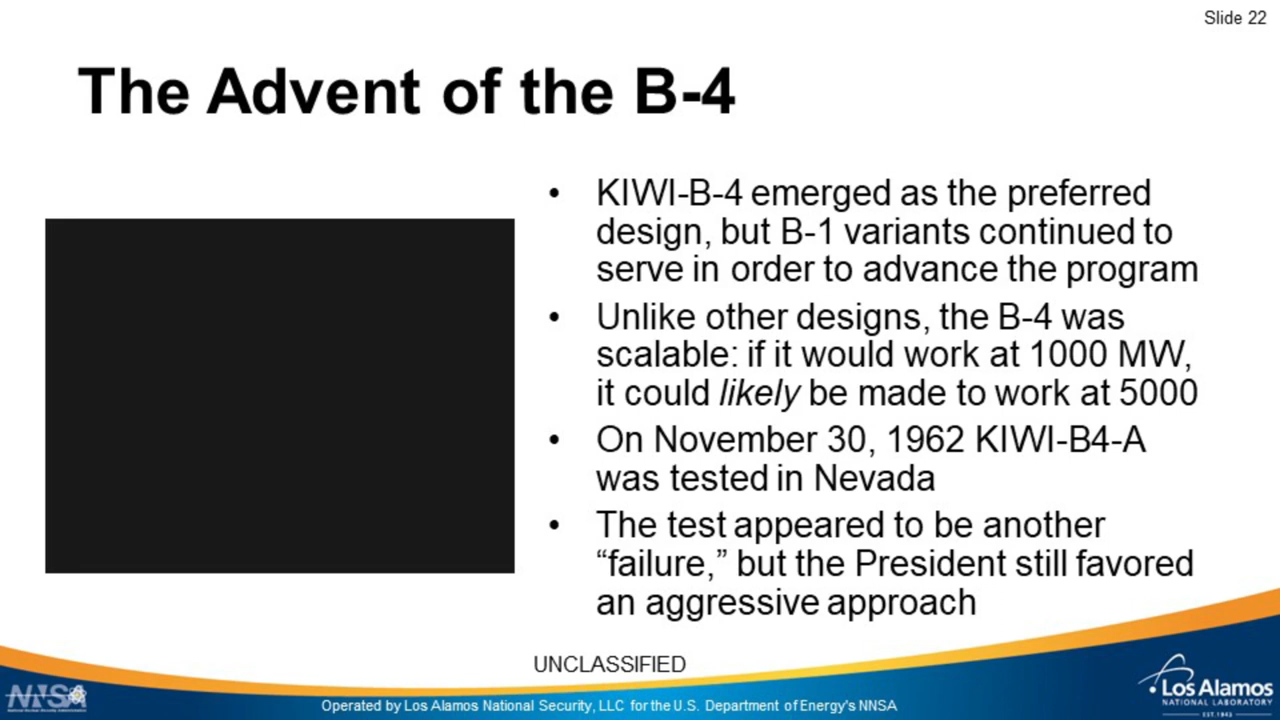 Slide 22
The Advent of the B-4
• KIWI-B-4 emerged as the preferred
design, but B-1 variants continued to
serve in order to advance the program
• Unlike other designs, the B-4 was
scalable: if it would work at 1000 MW,
it could likely be made to work at 5000
• On November 30, 1962 KIWI-B4-A
was tested in Nevada
• The test appeared to be another
“failure,” but the President still favored
an aggressive approach
UNCLASSIFIED
NNSA
National Nuclear Security Administration
Operated by Los Alamos National Security, LLC for the U.S. Department of Energy's NNSA
Los Alamos
NATIONAL LABORATORY
EST. 1943